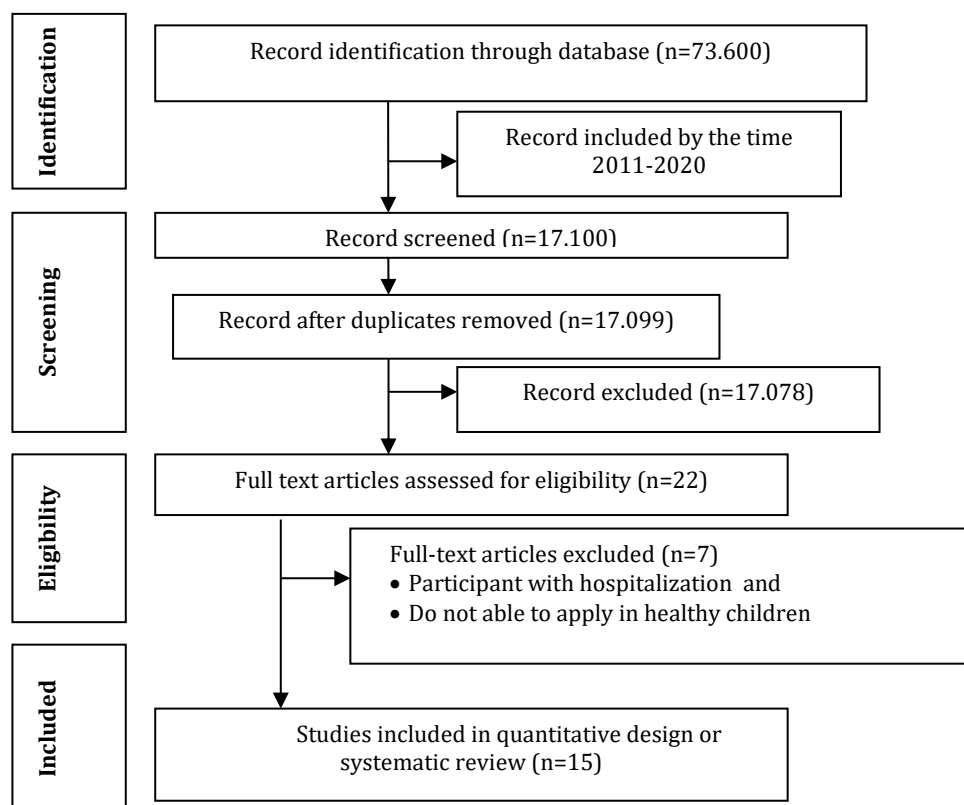 Identification
Record identification through database (n=73.600)
Record included by the time
2011-2020
Screening
Record screened (n=17.100)
Record after duplicates removed (n=17.099)
Record excluded (n=17.078)
Eligibility
Full text articles assessed for eligibility (n=22)
Full-text articles excluded (n=7)
• Participant with hospitalization and
• Do not able to apply in healthy children
Included
Studies included in quantitative design or
systematic review (n=15)